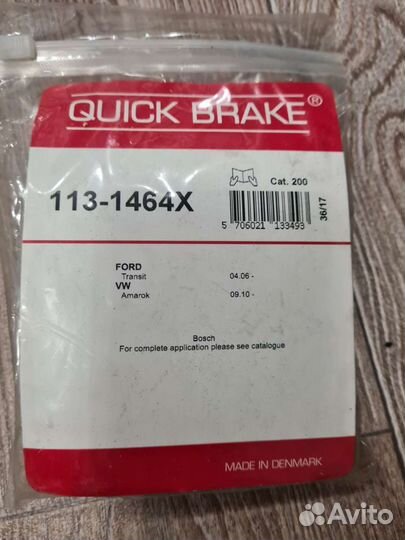 QUICK BRAKE®
113-1464X
Cat. 200
5 706021 133493
36/17
FORD
Transit 04.06 -
VW
Amarok 09.10 -
Bosch
For complete application please see catalogue
MADE IN DENMARK
Avito